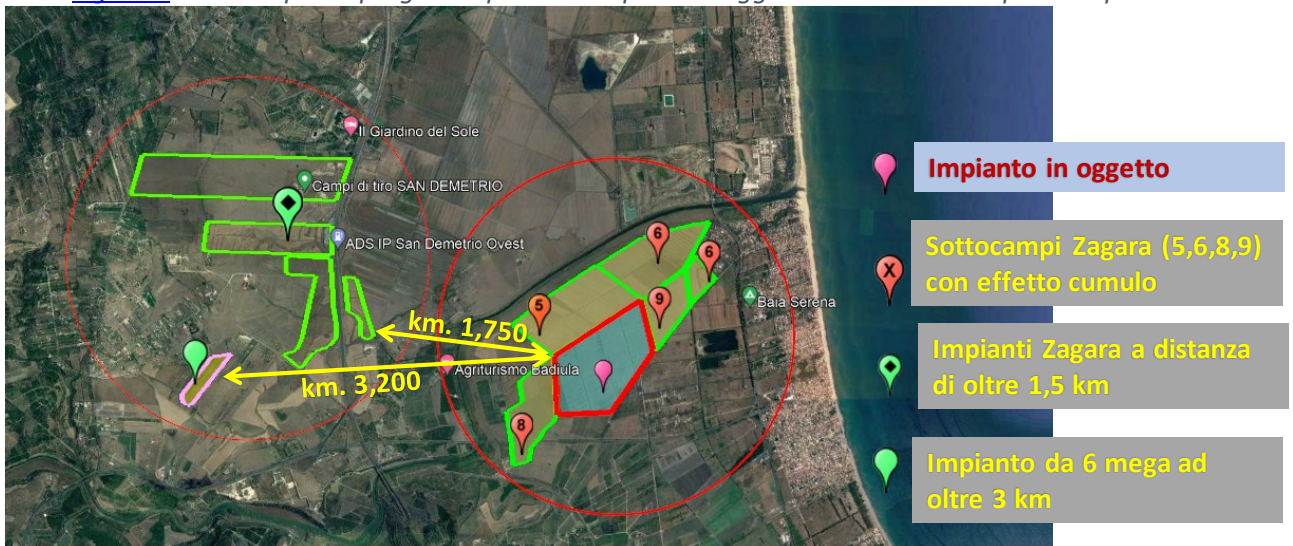 Il Giardino del Sole
Campi di tiro SAN DEMETRIO
ADS IP San Demetrio Ovest
6
6
9
5
Baia Serena
km. 1,750
Agriturismo Badiula
km. 3,200
8
Impianto in oggetto
X
Sottocampi Zagara (5,6,8,9)
con effetto cumulo
Impianti Zagara a distanza
di oltre 1,5 km
Impianto da 6 mega ad
oltre 3 km